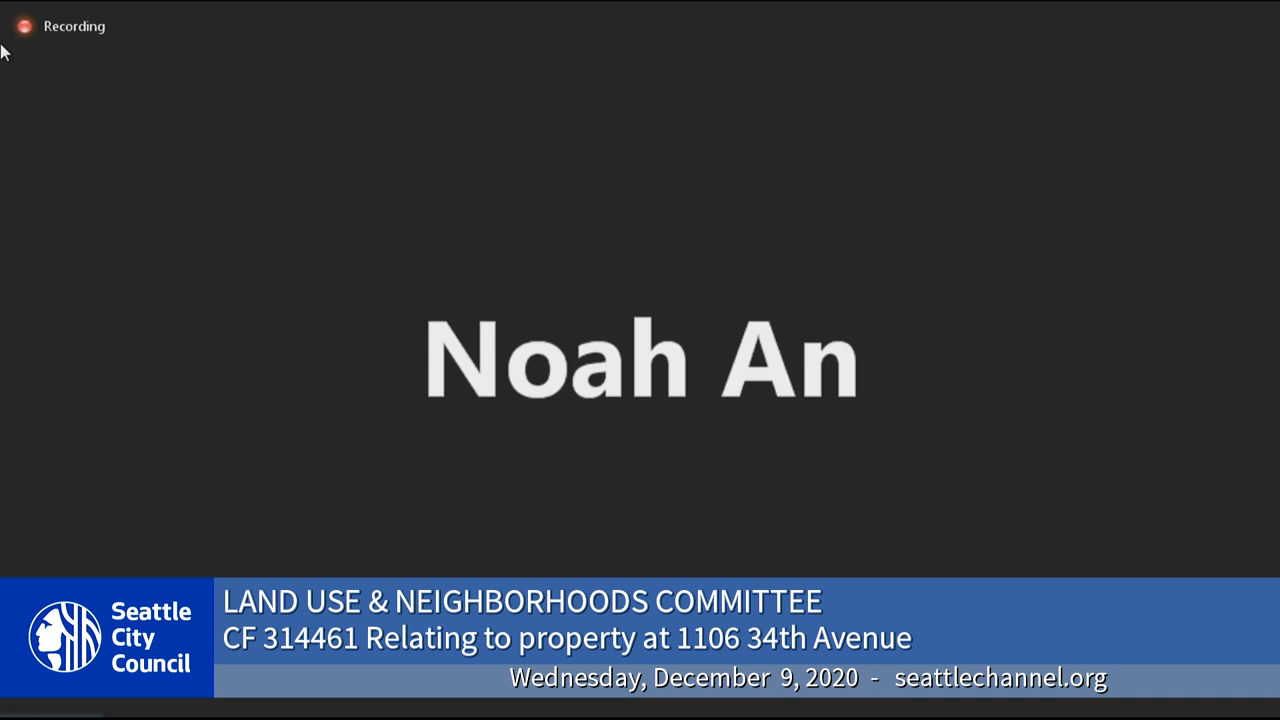 Recording
Noah An
Seattle
City
Council
LAND USE & NEIGHBORHOODS COMMITTEE
CF 314461 Relating to property at 1106 34th Avenue
Wednesday, December 9, 2020 - seattlechannel.org